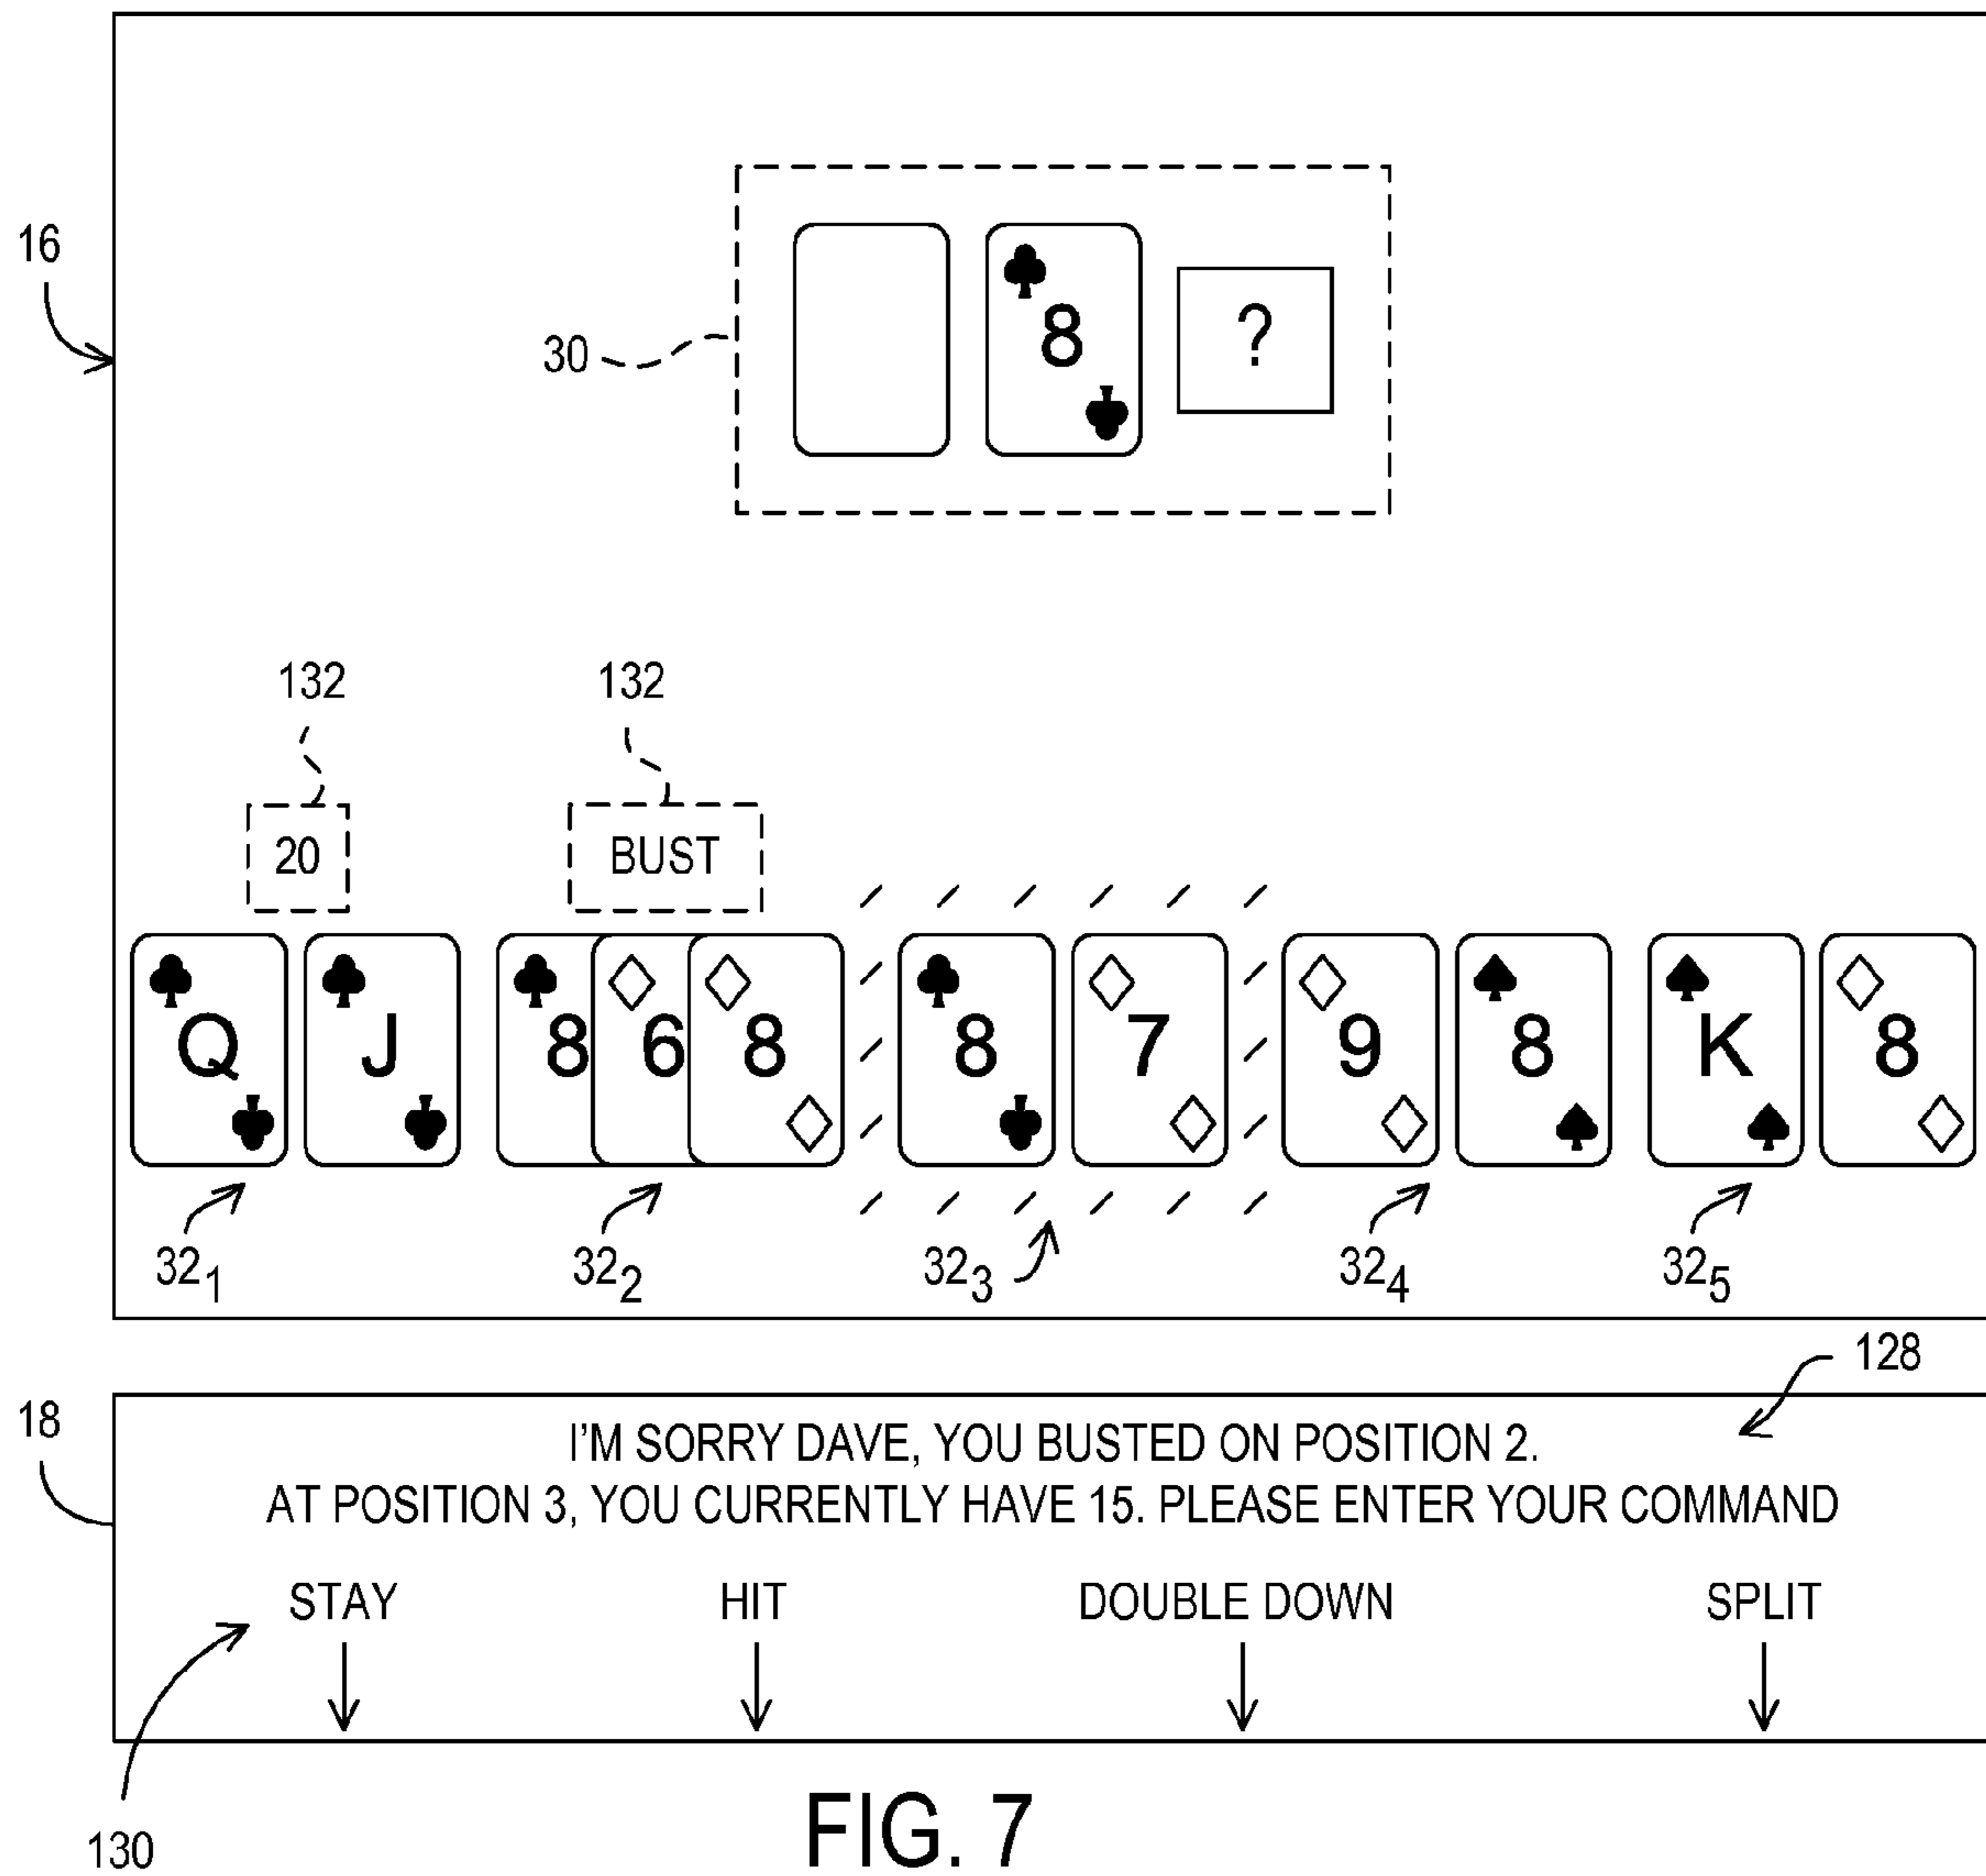 16
30
8
?
132
132
20
BUST
Q
J
8
6
8
8
7
9
8
K
8
32₁
32₂
32₃
32₄
32₅
128
18
I'M SORRY DAVE, YOU BUSTED ON POSITION 2.
AT POSITION 3, YOU CURRENTLY HAVE 15. PLEASE ENTER YOUR COMMAND
STAY
HIT
DOUBLE DOWN
SPLIT
130
FIG. 7